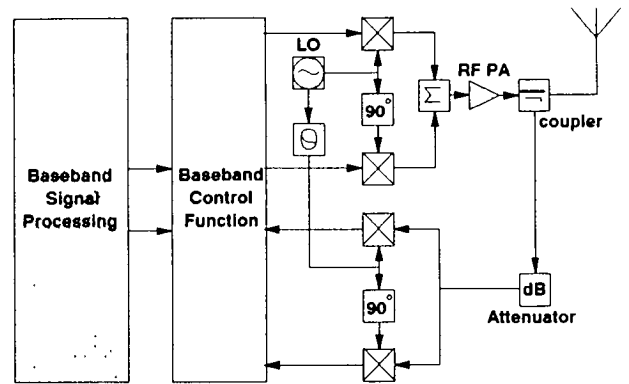 LO
RF PA
Σ
90°
coupler
Θ
Baseband
Signal
Processing
Baseband
Control
Function
90°
dB
Attenuator